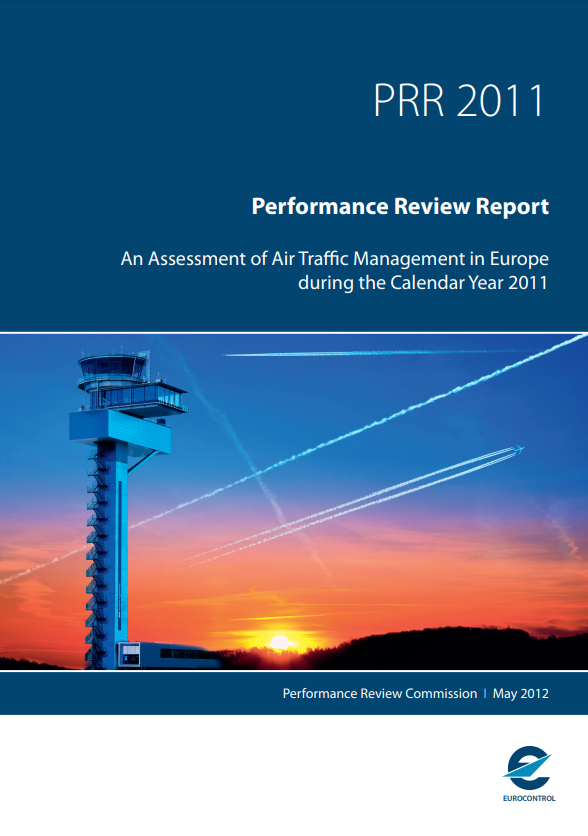 PRR 2011
Performance Review Report
An Assessment of Air Traffic Management in Europe
during the Calendar Year 2011
Performance Review Commission | May 2012
EUROCONTROL